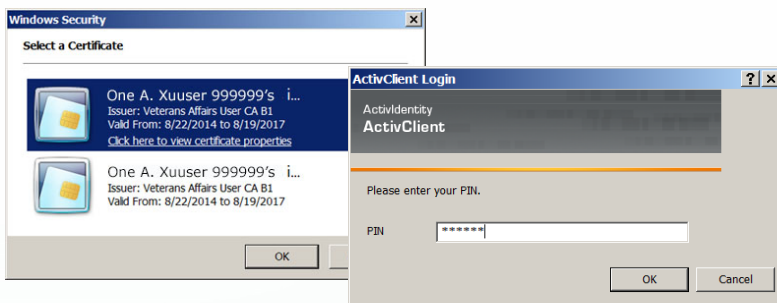 Windows Security
Select a Certificate
One A. Xuuser 999999's i...
Issuer: Veterans Affairs User CA B1
Valid From: 8/22/2014 to 8/19/2017
Click here to view certificate properties
One A. Xuuser 999999's i...
Issuer: Veterans Affairs User CA B1
Valid From: 8/22/2014 to 8/19/2017
OK
ActivClient Login
ActivIdentity
ActivClient
Please enter your PIN.
PIN ******
OK Cancel